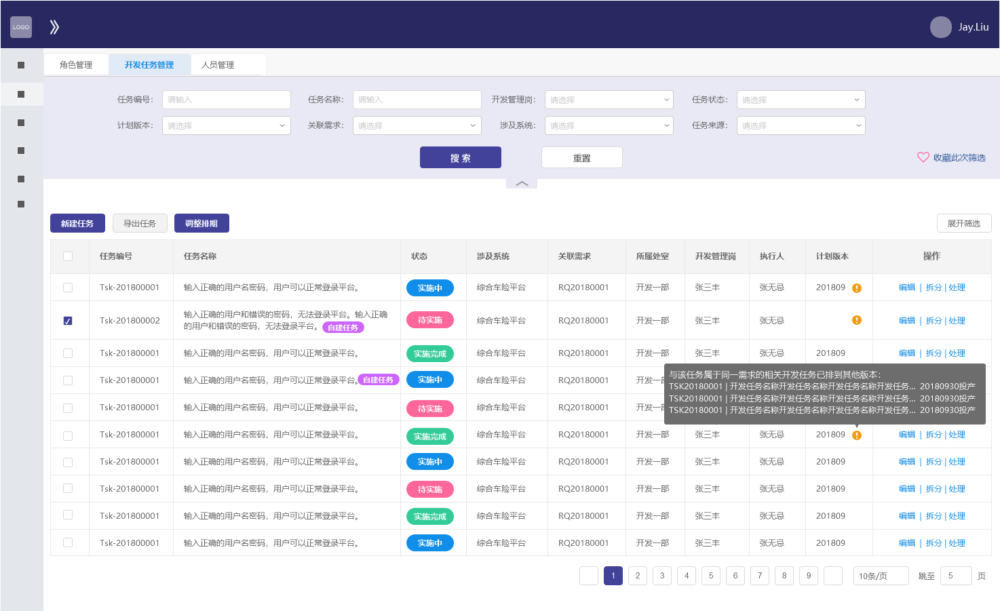 LOGO
Jay.Liu
角色管理 开发任务管理 人员管理
任务编号： 请输入 任务名称： 请输入 开发管理岗： 请选择 任务状态： 请选择
计划版本： 请选择 关联需求： 请选择 涉及系统： 请选择 任务来源： 请选择
搜 索 重置 收藏此次筛选
新建任务 导出任务 调整排期 展开筛选
任务编号 任务名称 状态 涉及系统 关联需求 所属处室 开发管理岗 执行人 计划版本 操作
Tsk-201800001 输入正确的用户名密码，用户可以正常登录平台。 实施中 综合车险平台 RQ20180001 开发一部 张三丰 张无忌 201809 编辑 | 拆分 | 处理
Tsk-201800002 输入正确的用户和错误的密码，无法登录平台。输入正确
的用户和错误的密码，无法登录平台。 自建任务 待实施 综合车险平台 RQ20180001 开发一部 张三丰 张无忌 编辑 | 拆分 | 处理
Tsk-201800001 输入正确的用户名密码，用户可以正常登录平台。 实施完成 综合车险平台 RQ20180001 开发一部 张三丰 张无忌 201809 编辑 | 拆分 | 处理
Tsk-201800001 输入正确的用户名密码，用户可以正常登录平台。 自建任务 实施中 综合车险平台 RQ20180001 开发一
与该任务属于同一需求的相关开发任务已排到其他版本：
TSK20180001 | 开发任务名称开发任务名称开发任务名称开发任务... 20180930投产
TSK20180001 | 开发任务名称开发任务名称开发任务名称开发任务... 20180930投产
TSK20180001 | 开发任务名称开发任务名称开发任务名称开发任务... 20180930投产
Tsk-201800001 输入正确的用户名密码，用户可以正常登录平台。 待实施 综合车险平台 RQ20180001 开发一
Tsk-201800001 输入正确的用户名密码，用户可以正常登录平台。 实施完成 综合车险平台 RQ20180001 开发一部 张三丰 张无忌 201809 编辑 | 拆分 | 处理
Tsk-201800001 输入正确的用户名密码，用户可以正常登录平台。 实施中 综合车险平台 RQ20180001 开发一部 张三丰 张无忌 201809 编辑 | 拆分 | 处理
Tsk-201800001 输入正确的用户名密码，用户可以正常登录平台。 待实施 综合车险平台 RQ20180001 开发一部 张三丰 张无忌 201809 编辑 | 拆分 | 处理
Tsk-201800001 输入正确的用户名密码，用户可以正常登录平台。 实施完成 综合车险平台 RQ20180001 开发一部 张三丰 张无忌 201809 编辑 | 拆分 | 处理
Tsk-201800001 输入正确的用户名密码，用户可以正常登录平台。 实施中 综合车险平台 RQ20180001 开发一部 张三丰 张无忌 201809 编辑 | 拆分 | 处理
1 2 3 4 5 6 7 8 9 10条/页 跳至 5 页